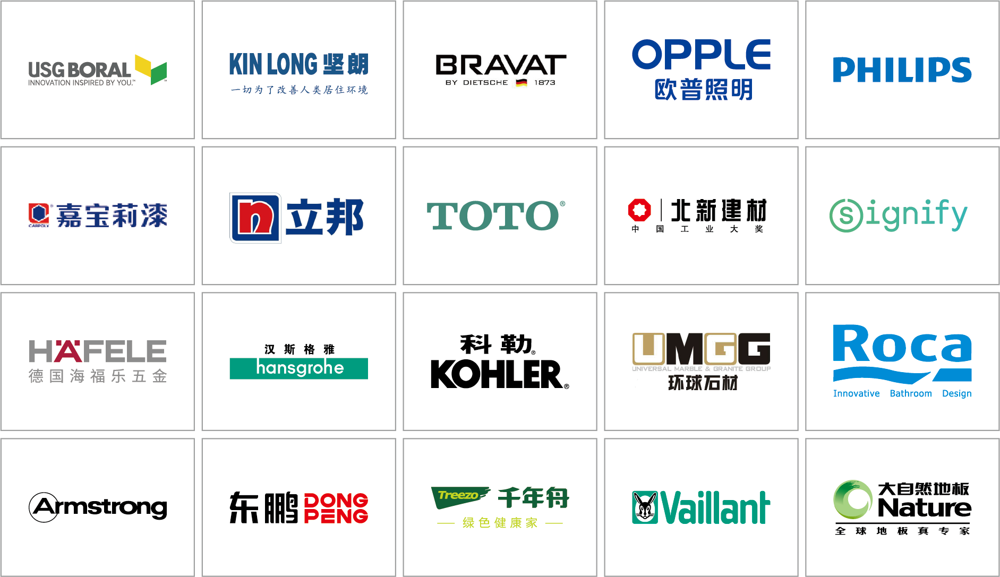 USG BORAL
INNOVATION INSPIRED BY YOU.™
™
KIN LONG 坚朗
一切为了改善人类居住环境
BRAVAT
BY DIETSCHE 1873
OPPLE
欧普照明
PHILIPS
嘉宝莉漆
CARPOLY
n 立邦
TOTO®
北新建材
中国工业大奖
Signify
HÄFELE
德国海福乐五金
汉斯格雅
hansgrohe
科勒®
KOHLER®
UMGG
UNIVERSAL MARBLE & GRANITE GROUP
环球石材
Roca
Innovative Bathroom Design
Armstrong
东鹏 DONG
PENG
Treezo 千年舟
绿色健康家
Vaillant
大自然地板
Nature
全球地板真专家